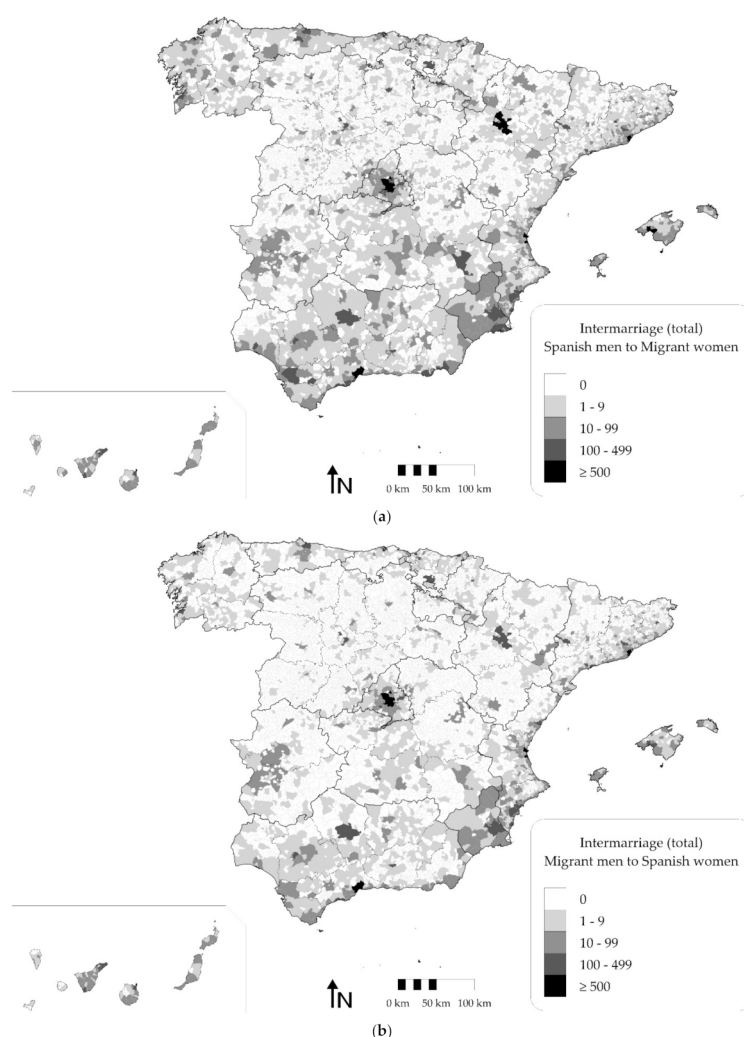 Intermarriage (total)
Spanish men to Migrant women
0
1 - 9
10 - 99
100 - 499
≥ 500
N
0 km 50 km 100 km
(a)
Intermarriage (total)
Migrant men to Spanish women
0
1 - 9
10 - 99
100 - 499
≥ 500
N
0 km 50 km 100 km
(b)